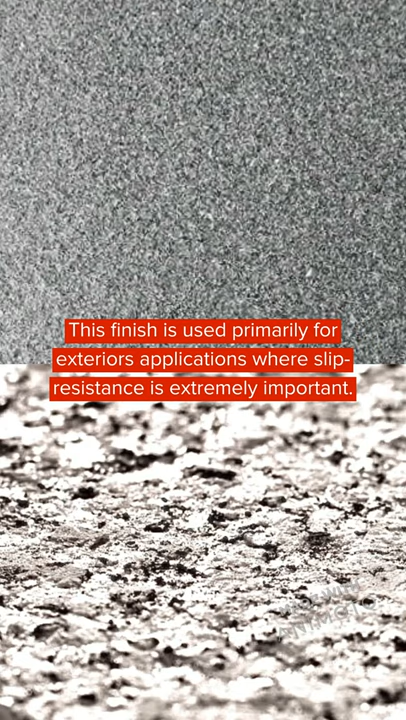 This finish is used primarily for
exteriors applications where slip-
resistance is extremely important.